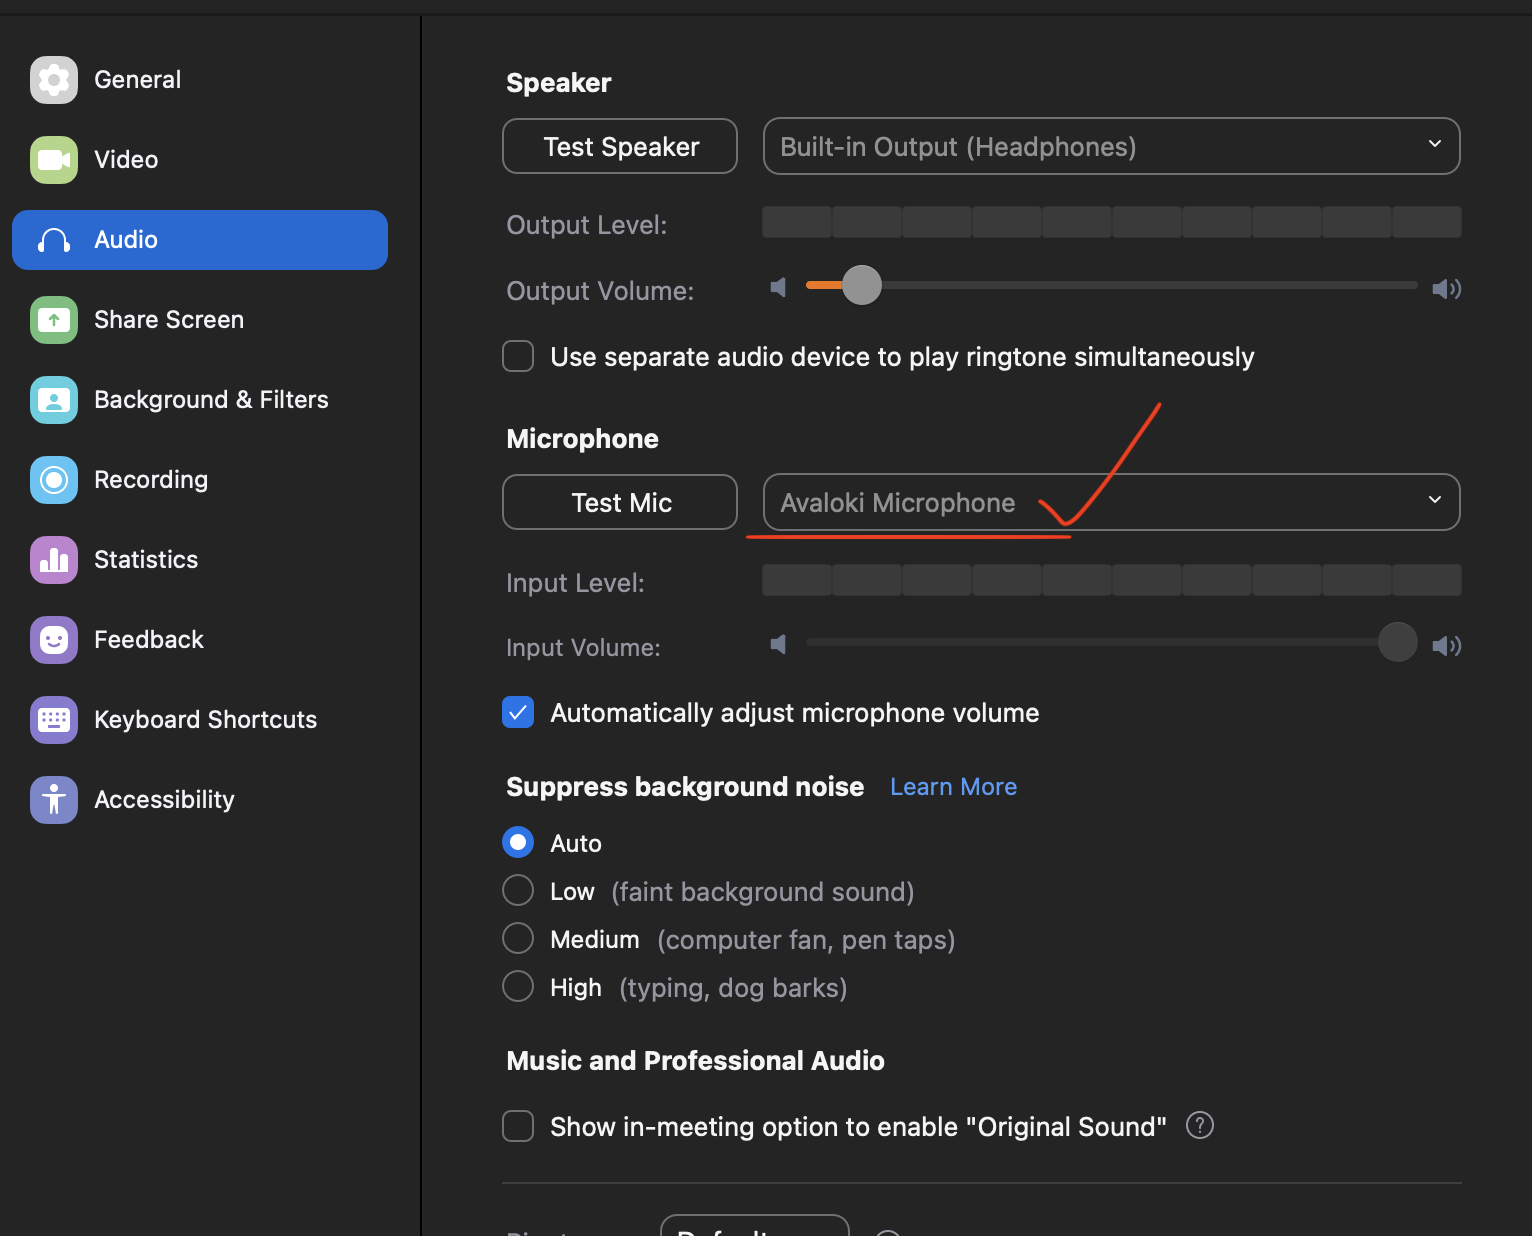 General
Video
Audio
Share Screen
Background & Filters
Recording
Statistics
Feedback
Keyboard Shortcuts
Accessibility
Speaker
Test Speaker Built-in Output (Headphones)
Output Level:
Output Volume:
Use separate audio device to play ringtone simultaneously
Microphone
Test Mic Avaloki Microphone
Input Level:
Input Volume:
Automatically adjust microphone volume
Suppress background noise Learn More
Auto
Low (faint background sound)
Medium (computer fan, pen taps)
High (typing, dog barks)
Music and Professional Audio
Show in-meeting option to enable "Original Sound" ?